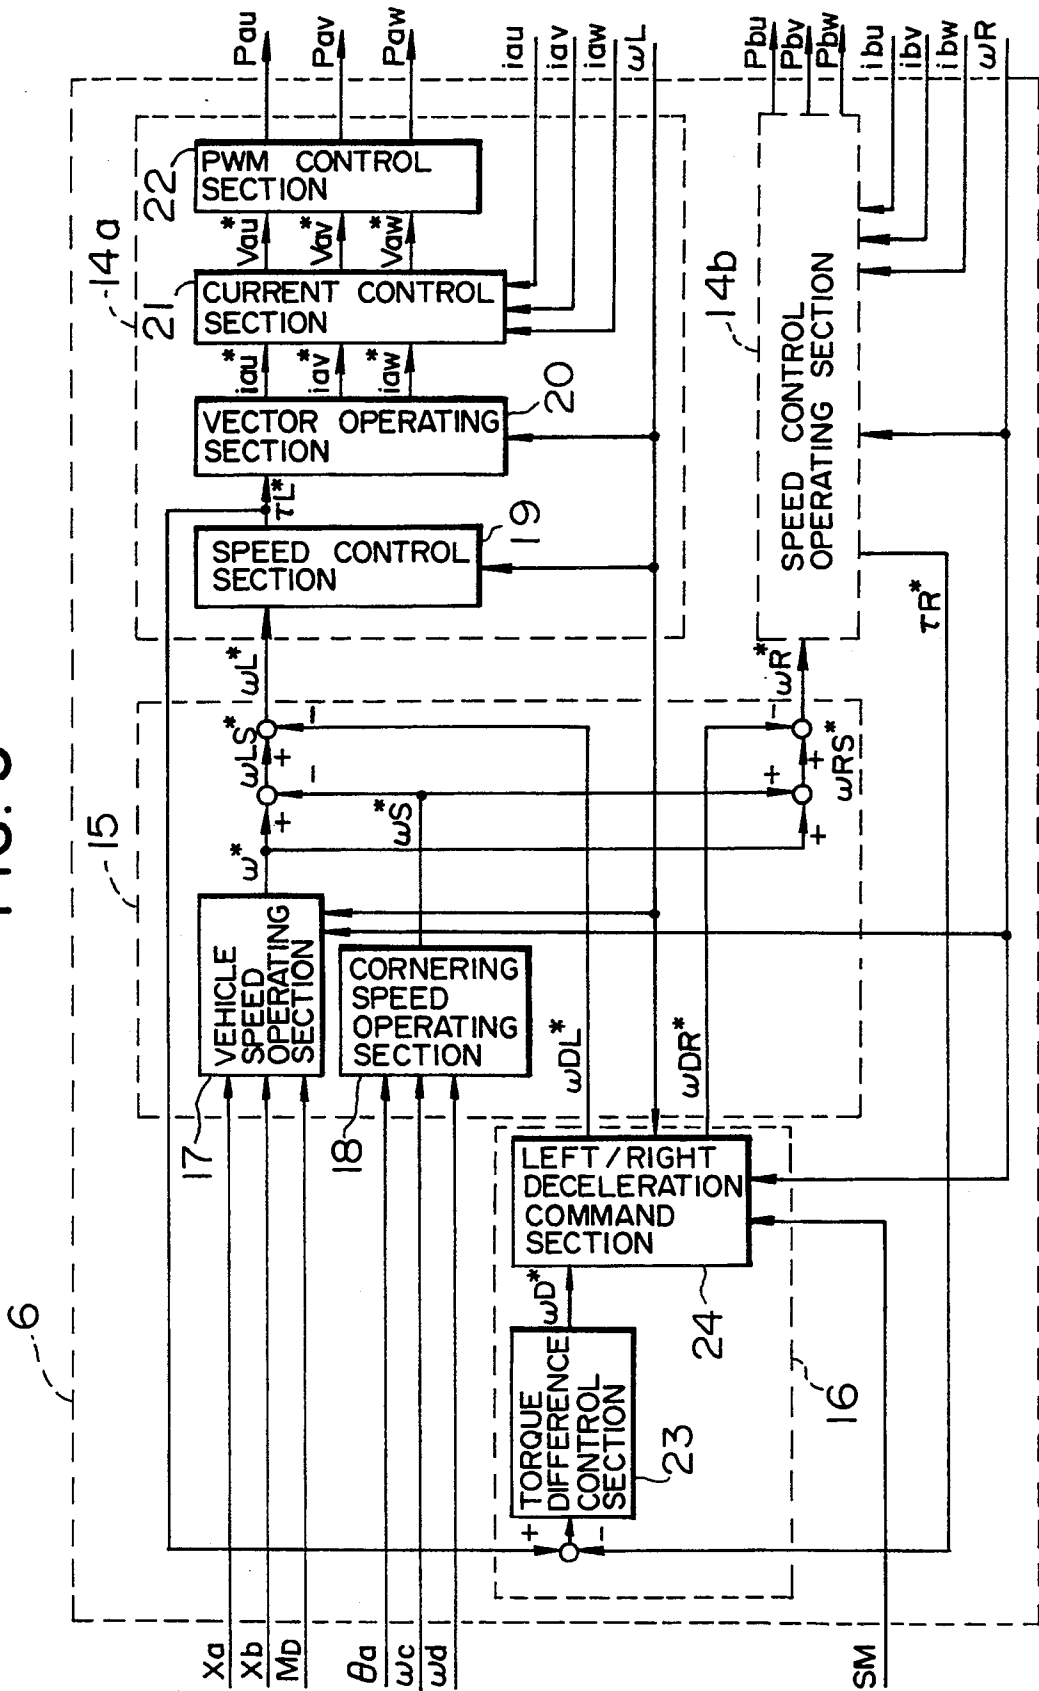 6
15
14a
17
VEHICLE
SPEED
OPERATING
SECTION
18
CORNERING
SPEED
OPERATING
SECTION
ω*
ωS*
ωLS*
ωL*
ωRS*
ωR*
+
−
+
−
+
+
+
−
SPEED CONTROL
SECTION
19
τL*
VECTOR OPERATING
SECTION
20
iau*
iav*
iaw*
21
CURRENT CONTROL
SECTION
Vau*
Vav*
Vaw*
22
PWM CONTROL
SECTION
Pau
Pav
Paw
iau
iav
iaw
ωL
14b
SPEED CONTROL
OPERATING SECTION
τR*
Pbu
Pbv
Pbw
ibu
ibv
ibw
ωR
Xa
Xb
MD
θa
ωc
ωd
SM
+
−
TORQUE
DIFFERENCE
CONTROL
SECTION
23
ωD*
LEFT/RIGHT
DECELERATION
COMMAND
SECTION
24
ωDL*
ωDR*
16